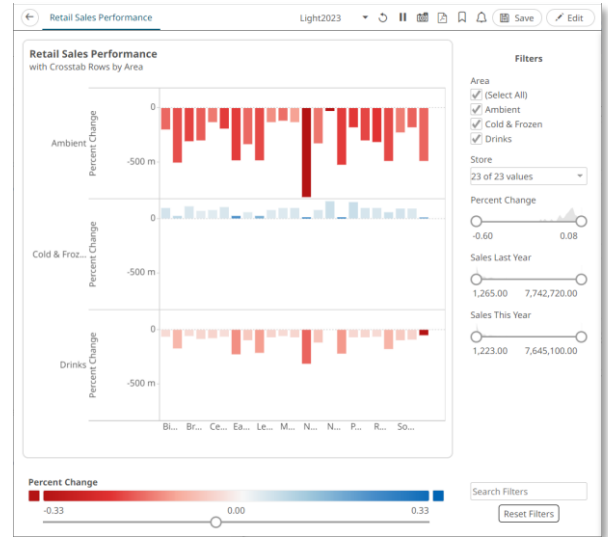 Retail Sales Performance
Light2023
Save
Edit
Retail Sales Performance
with Crosstab Rows by Area
Ambient
Percent Change
0
-500 m
Cold & Froz...
Percent Change
0
-500 m
Drinks
Percent Change
0
-500 m
Bi... Br... Ce... Ea... Le... M... N... N... P... R... So...
Percent Change
-0.33 0.00 0.33
Filters
Area
(Select All)
Ambient
Cold & Frozen
Drinks
Store
23 of 23 values
Percent Change
-0.60 0.08
Sales Last Year
1,265.00 7,742,720.00
Sales This Year
1,223.00 7,645,100.00
Search Filters
Reset Filters